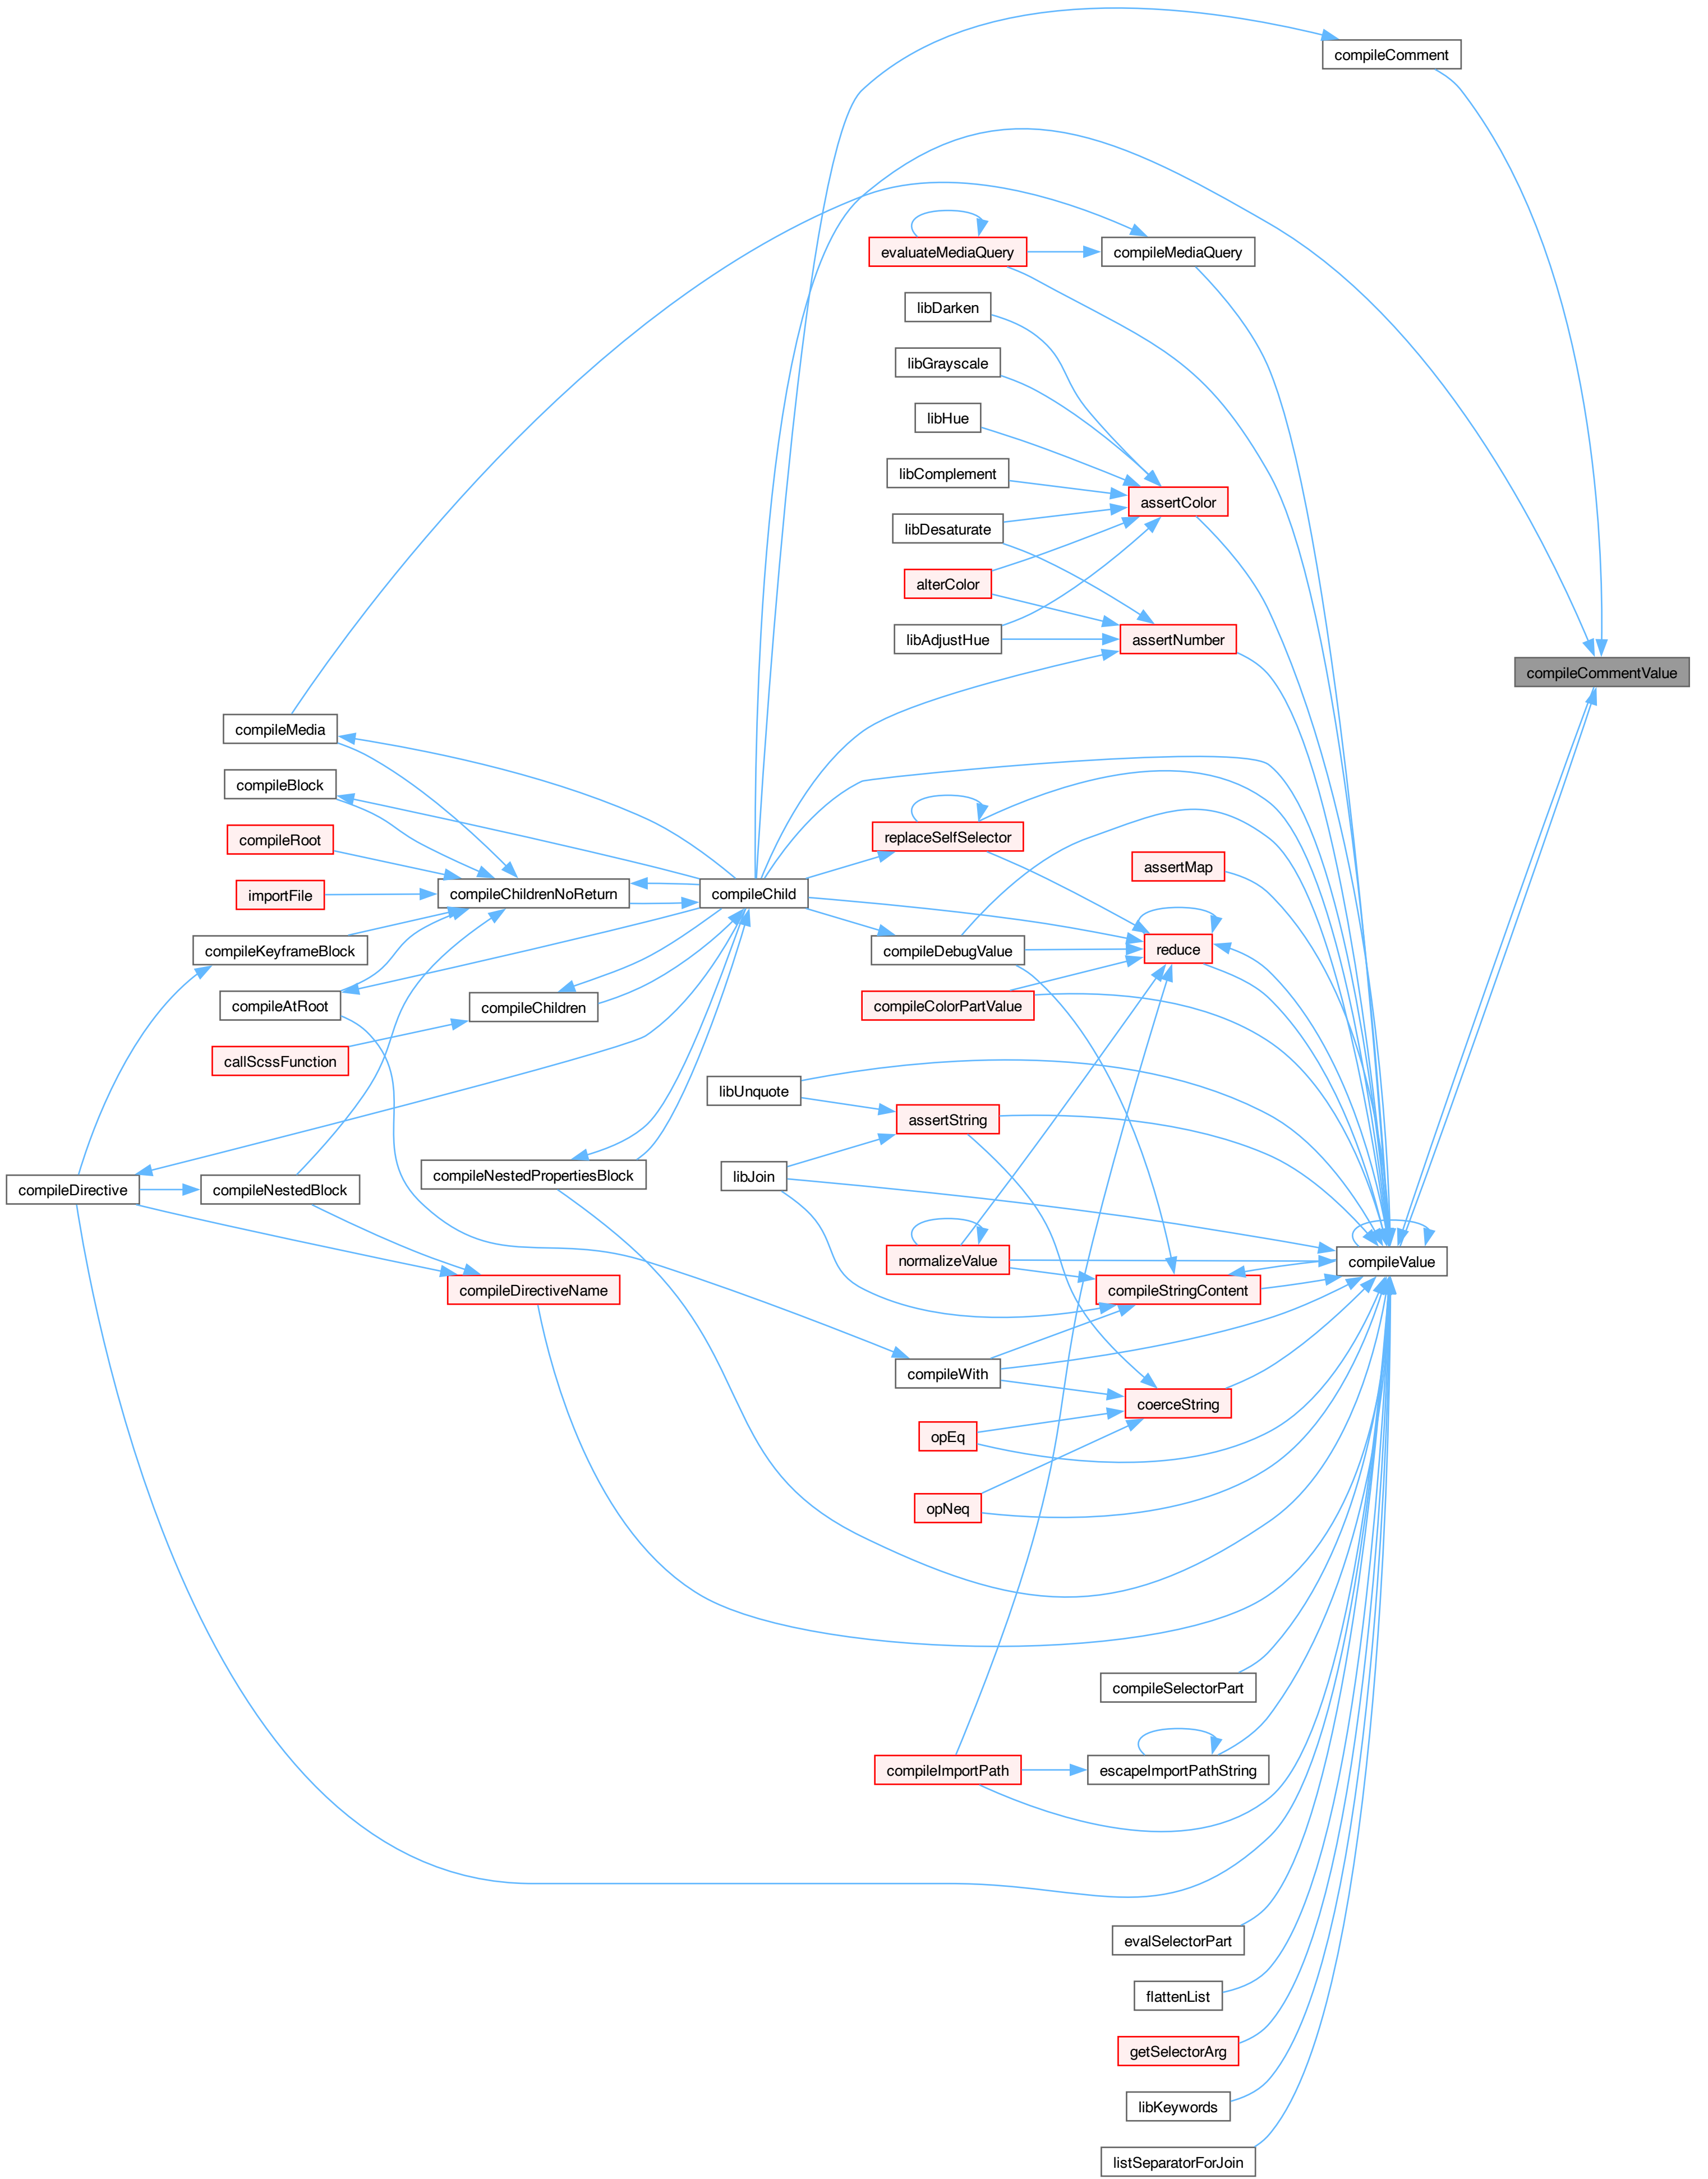 compileComment
evaluateMediaQuery
compileMediaQuery
libDarken
libGrayscale
libHue
libComplement
assertColor
libDesaturate
alterColor
libAdjustHue
assertNumber
compileCommentValue
compileMedia
compileBlock
compileRoot
replaceSelfSelector
assertMap
importFile
compileChildrenNoReturn
compileChild
compileKeyframeBlock
compileDebugValue
reduce
compileAtRoot
compileChildren
compileColorPartValue
callScssFunction
libUnquote
assertString
compileDirective
compileNestedBlock
compileNestedPropertiesBlock
libJoin
normalizeValue
compileValue
compileDirectiveName
compileStringContent
compileWith
coerceString
opEq
opNeq
compileSelectorPart
compileImportPath
escapeImportPathString
evalSelectorPart
flattenList
getSelectorArg
libKeywords
listSeparatorForJoin